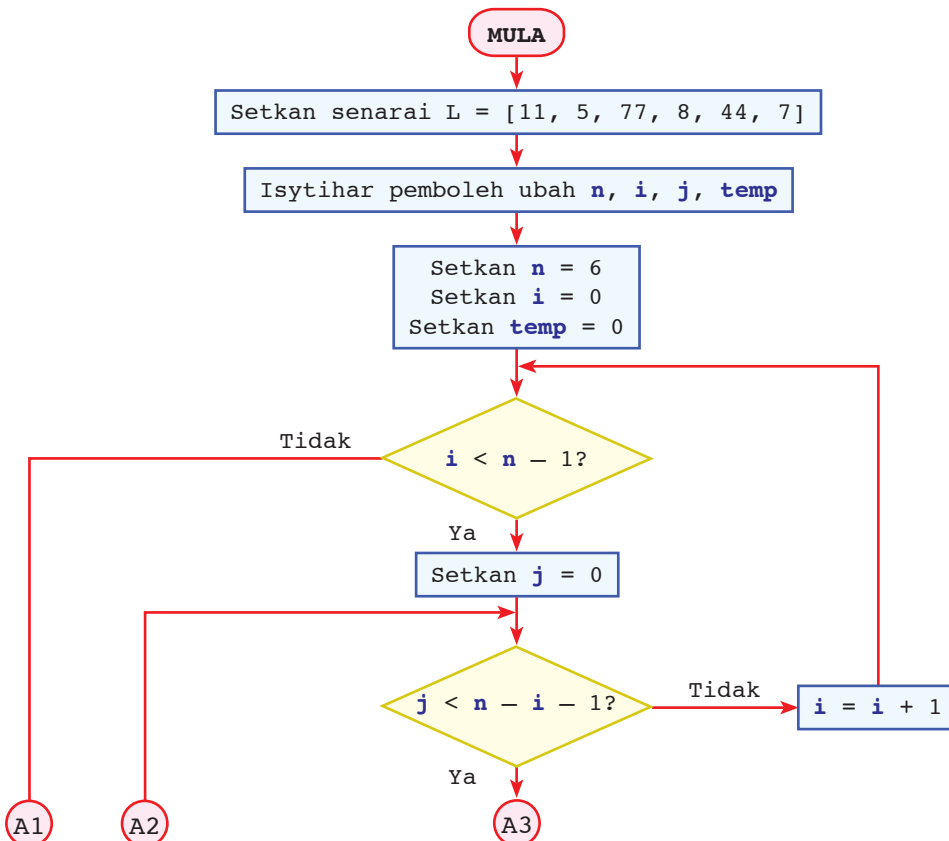 MULA
Setkan senarai L = [11, 5, 77, 8, 44, 7]
Isytihar pemboleh ubah n, i, j, temp
Setkan n = 6
Setkan i = 0
Setkan temp = 0
Tidak
i < n – 1?
Ya
Setkan j = 0
j < n – i – 1?
Tidak
i = i + 1
Ya
A1
A2
A3